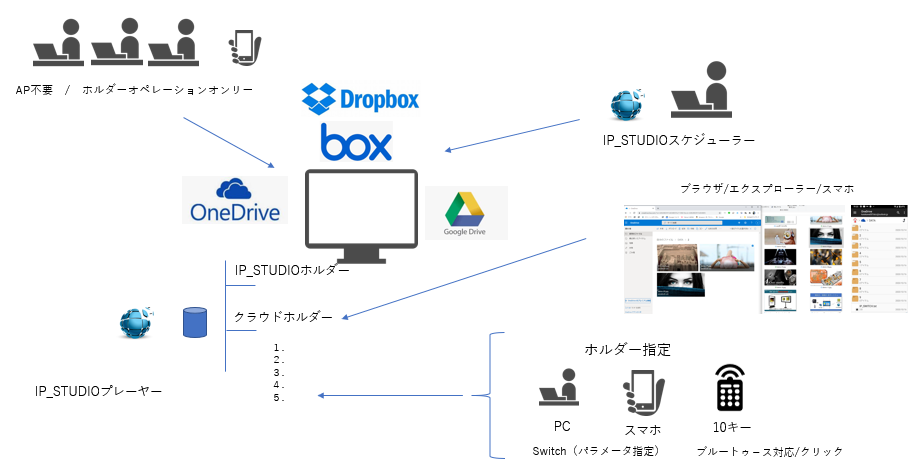 AP不要　/　ホルダーオペレーションオンリー
Dropbox
box
IP_STUDIOスケジューラー
OneDrive
Google Drive
ブラウザ/エクスプローラー/スマホ
IP_STUDIOホルダー
クラウドホルダー
1.
2.
3.
4.
5.
IP_STUDIOプレーヤー
ホルダー指定
PC
スマホ
10キー
Switch（パラメータ指定）
ブルートゥース対応/クリック